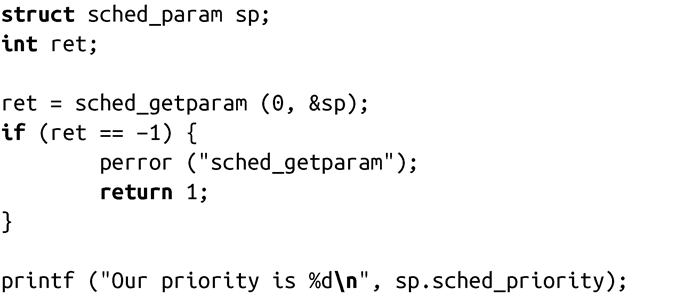 struct sched_param sp;
int ret;

ret = sched_getparam (0, &sp);
if (ret == −1) {
        perror ("sched_getparam");
        return 1;
}

printf ("Our priority is %d\n", sp.sched_priority);